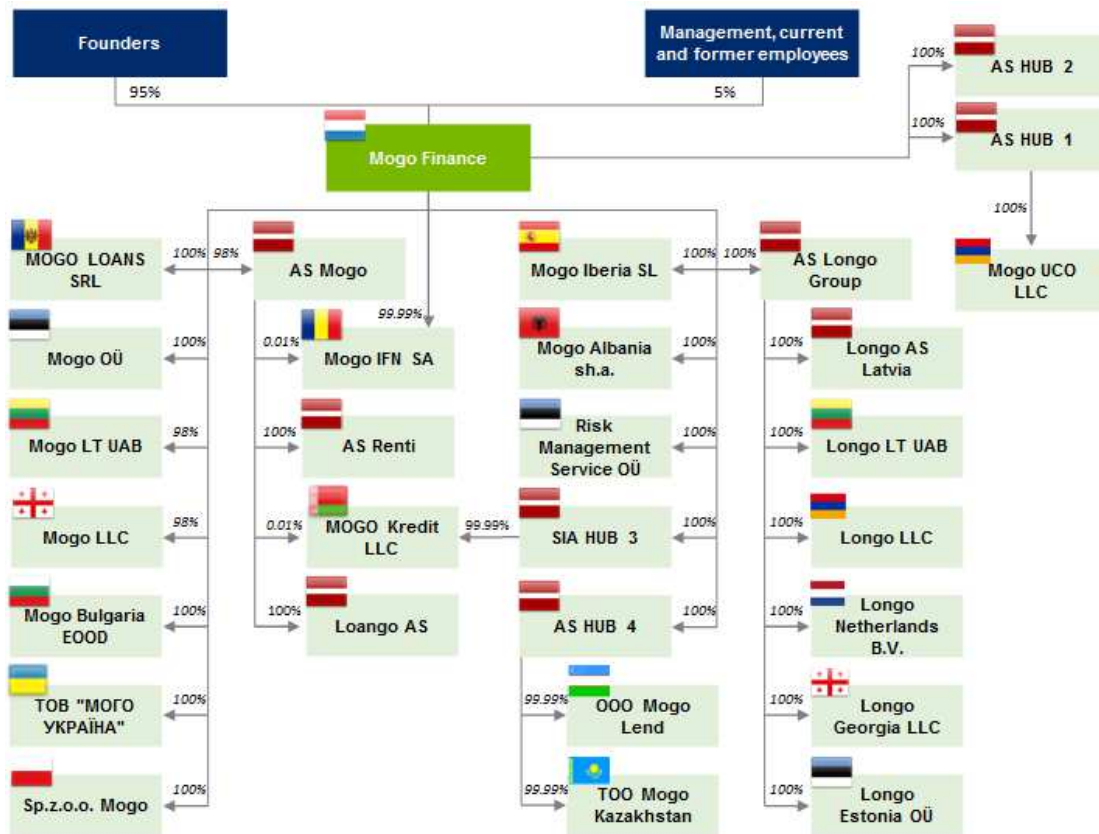 Founders
Management, current
and former employees
95%
5%
Mogo Finance
100%
AS HUB 2
100%
AS HUB 1
100%
Mogo UCO
LLC
MOGO LOANS
SRL
100%
98%
AS Mogo
Mogo Iberia SL
100%
100%
AS Longo
Group
99.99%
Mogo OÜ
100%
0.01%
Mogo IFN SA
Mogo Albania
sh.a.
100%
100%
Longo AS
Latvia
Mogo LT UAB
98%
100%
AS Renti
Risk
Management
Service OÜ
100%
100%
Longo LT UAB
Mogo LLC
98%
0.01%
MOGO Kredit
LLC
99.99%
SIA HUB 3
100%
100%
Longo LLC
Mogo Bulgaria
EOOD
100%
100%
Loango AS
AS HUB 4
100%
100%
Longo
Netherlands
B.V.
ТОВ "МОГО
УКРАЇНА"
100%
99.99%
OOO Mogo
Lend
100%
Longo
Georgia LLC
Sp.z.o.o. Mogo
100%
99.99%
TOO Mogo
Kazakhstan
100%
Longo
Estonia OÜ